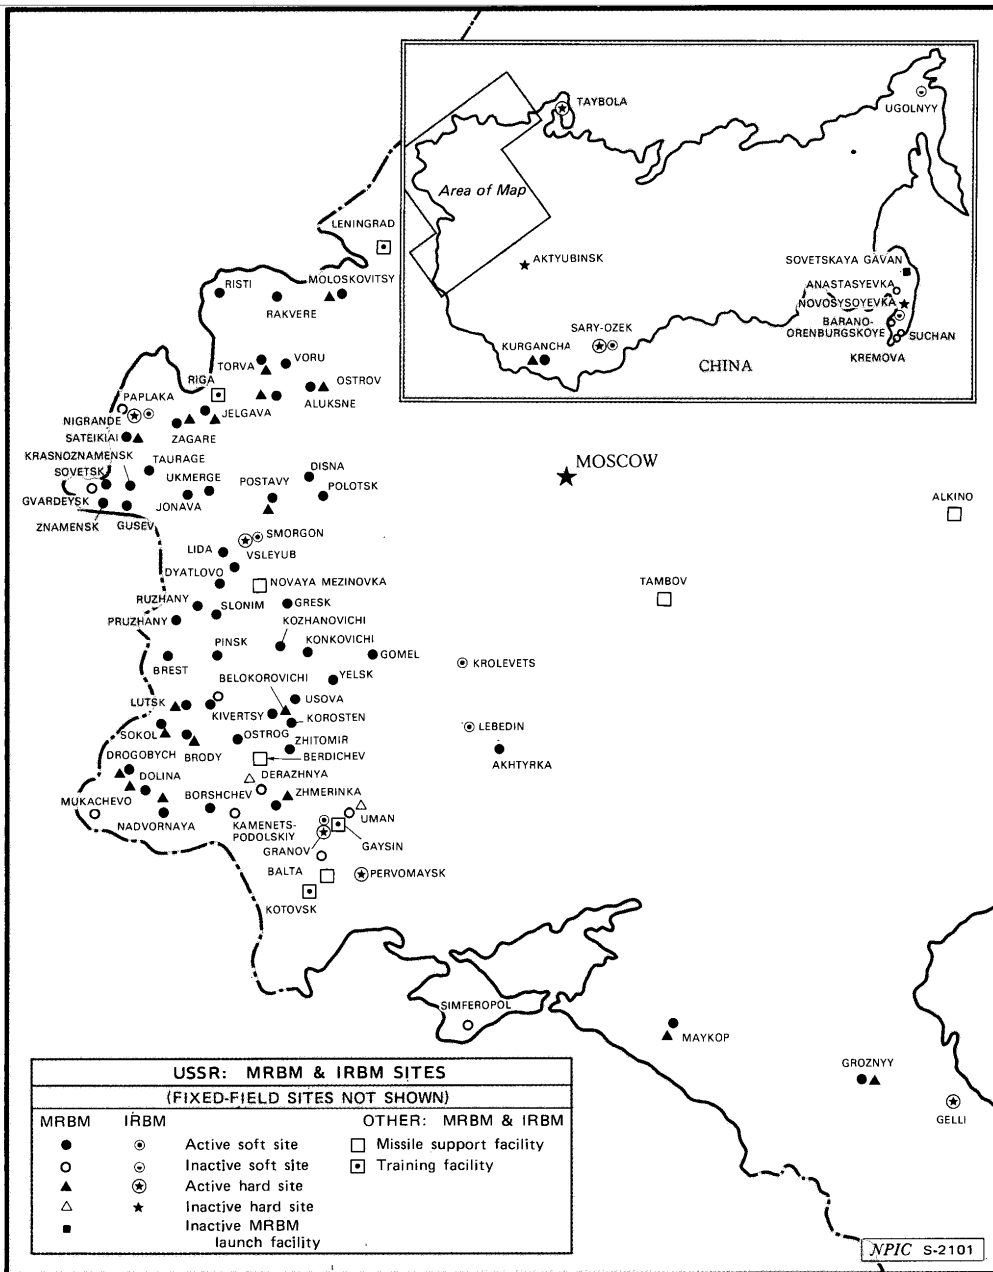 TAYBOLA
UGOLNYY
Area of Map
LENINGRAD
AKTYUBINSK
SOVETSKAYA GAVAN
ANASTASYEVKA
NOVOSYSOYEVKA
BARANO-
ORENBURGSKOYE
SUCHAN
KREMOVA
SARY-OZEK
KURGANCHA
CHINA
RISTI
MOLOSKOVITSY
RAKVERE
TORVA
VORU
RIGA
OSTROV
ALUKSNE
PAPLAKA
JELGAVA
NIGRANDE
ZAGARE
SATEIKIAI
KRASNOZNAMENSK
TAURAGE
SOVETSK
UKMERGE
DISNA
POSTAVY
POLOTSK
GVARDEYSK
JONAVA
ZNAMENSK
GUSEV
MOSCOW
ALKINO
SMORGON
LIDA
VSLEYUB
DYATLOVO
NOVAYA MEZINOVKA
TAMBOV
RUZHANY
SLONIM
GRESK
PRUZHANY
KOZHANOVICHI
PINSK
KONKOVICHI
GOMEL
BREST
KROLEVETS
BELOKOROVICHI
YELSK
LUTSK
USOVA
KIVERTSY
KOROSTEN
LEBEDIN
SOKOL
OSTROG
ZHITOMIR
DROGOBYCH
BRODY
BERDICHEV
AKHTYRKA
DOLINA
DERAZHNYA
MUKACHEVO
BORSHCHEV
ZHMERINKA
NADVORNAYA
KAMENETS-
PODOLSKIY
UMAN
GRANOV
GAYSIN
BALTA
PERVOMAYSK
KOTOVSK
SIMFEROPOL
MAYKOP
GROZNYY
GELLI
USSR: MRBM & IRBM SITES
(FIXED-FIELD SITES NOT SHOWN)
MRBM IRBM OTHER: MRBM & IRBM
Active soft site Missile support facility
Inactive soft site Training facility
Active hard site
Inactive hard site
Inactive MRBM
launch facility
NPIC S-2101